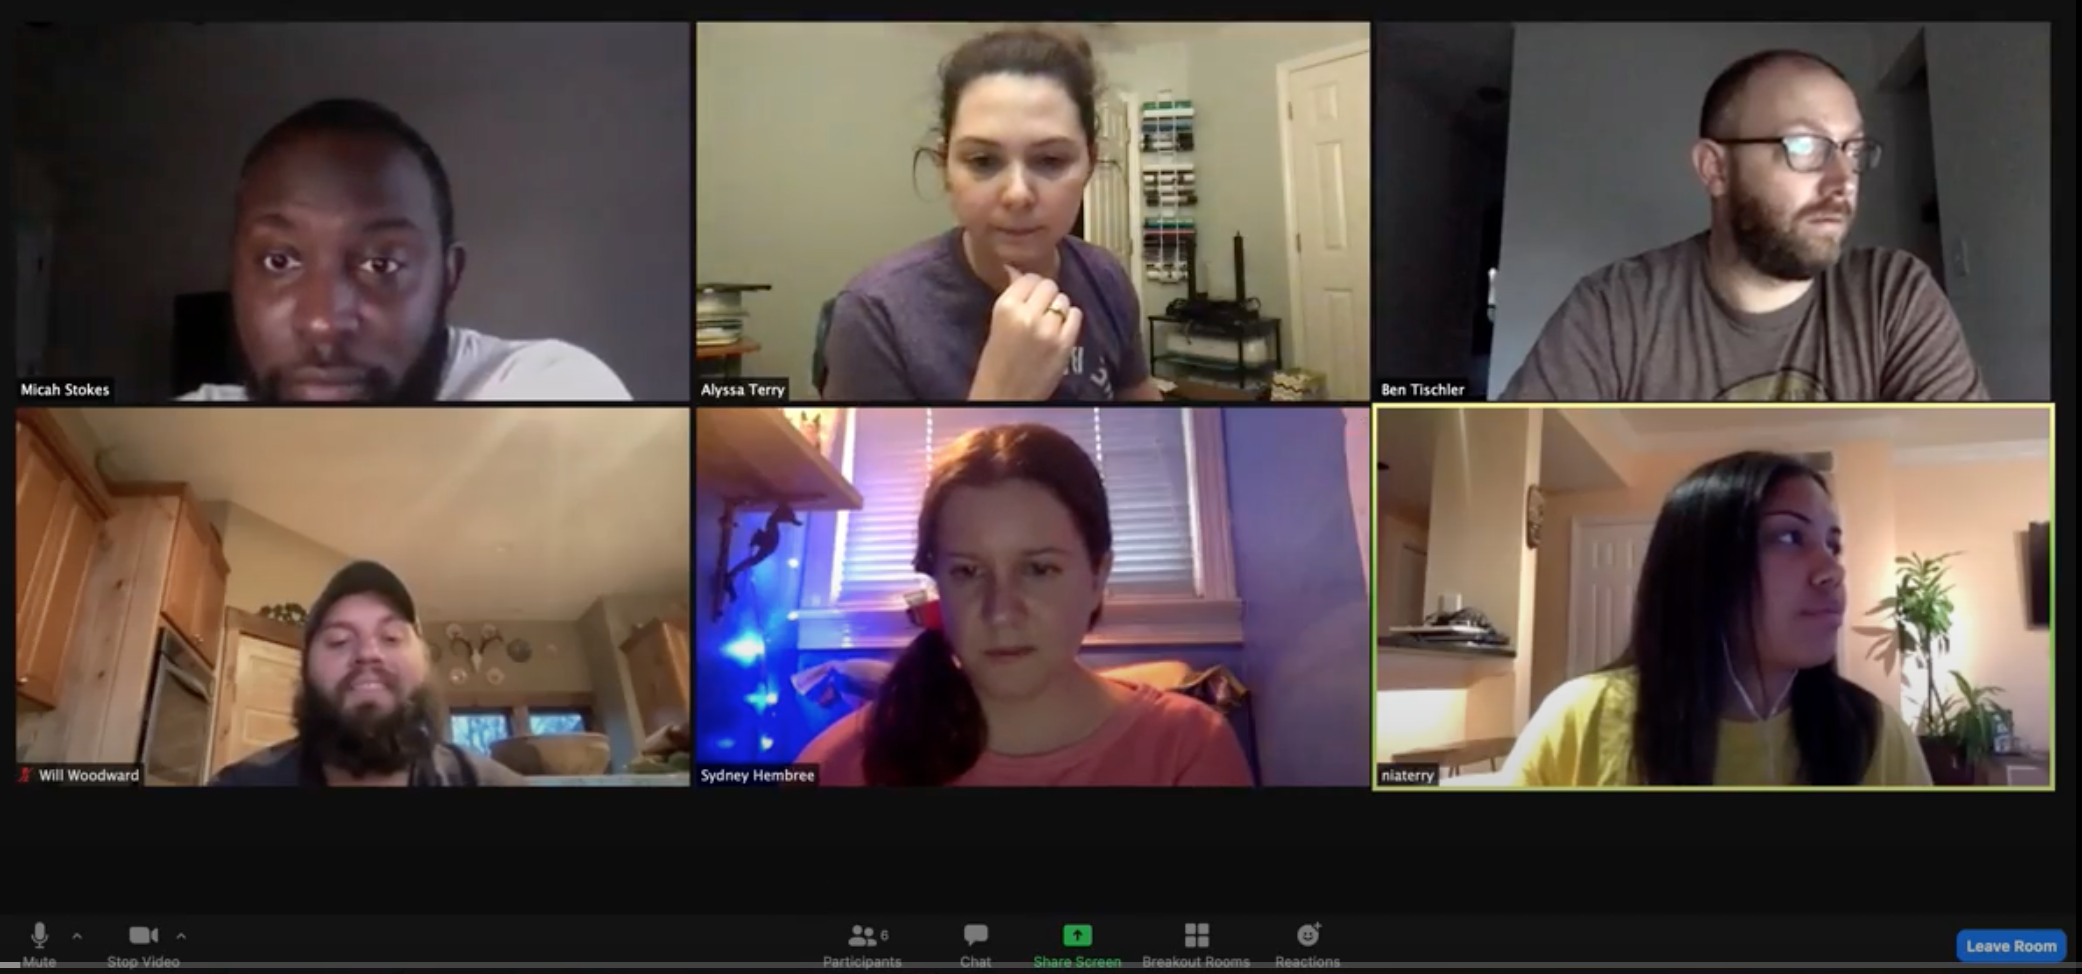 Micah Stokes
Alyssa Terry
Ben Tischler
Will Woodward
Sydney Hembree
niaterry
Mute
Stop Video
Participants
6
Chat
Share Screen
Breakout Rooms
Reactions
Leave Room